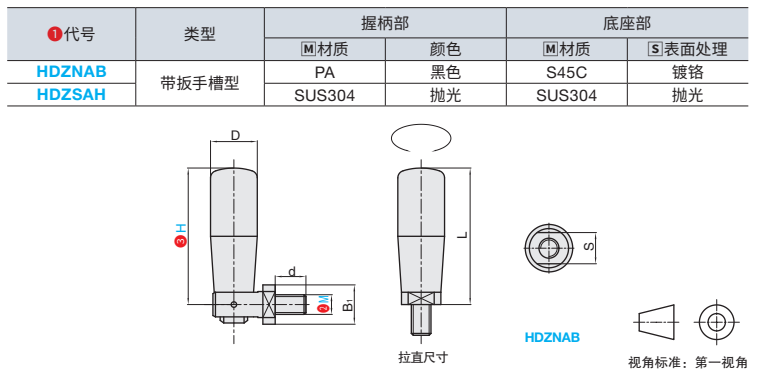 ❶代号 类型 握柄部 底座部
M材质 颜色 M材质 S表面处理
HDZNAB 带扳手槽型 PA 黑色 S45C 镀铬
HDZSAH SUS304 抛光 SUS304 抛光
D
❸H
d
❷M
B₁
L
S
拉直尺寸
HDZNAB
视角标准：第一视角